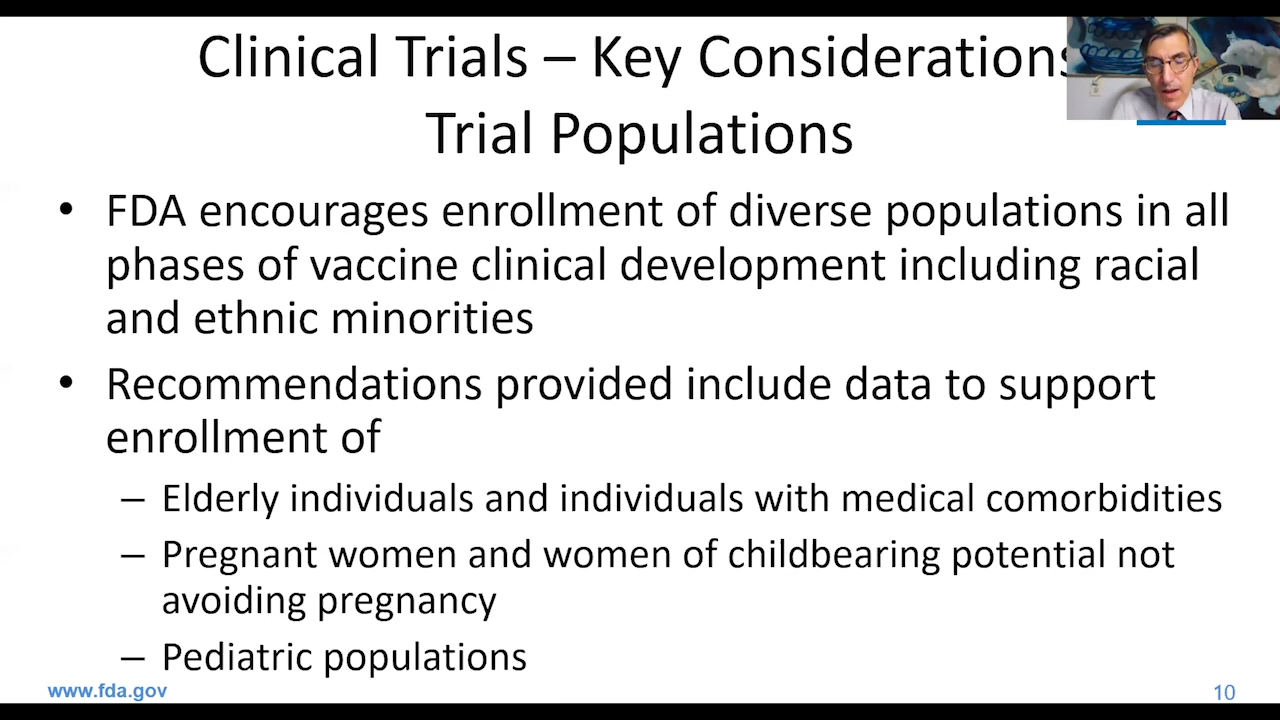 Clinical Trials – Key Considerations
Trial Populations
• FDA encourages enrollment of diverse populations in all
phases of vaccine clinical development including racial
and ethnic minorities
• Recommendations provided include data to support
enrollment of
– Elderly individuals and individuals with medical comorbidities
– Pregnant women and women of childbearing potential not
avoiding pregnancy
– Pediatric populations
www.fda.gov
10